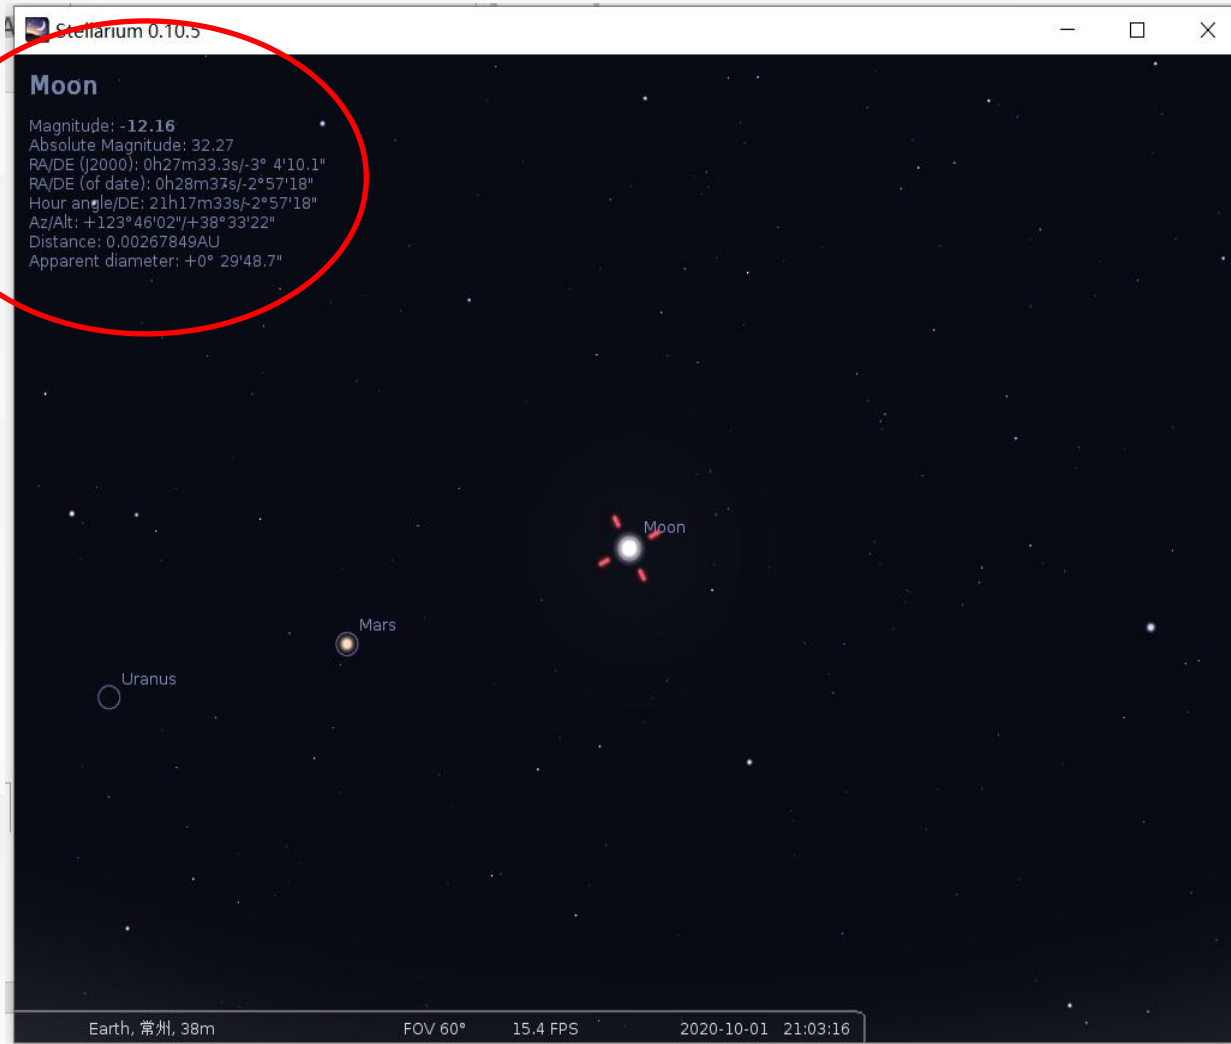 Stellarium 0.10.5
Moon
Magnitude: -12.16
Absolute Magnitude: 32.27
RA/DE (J2000): 0h27m33.3s/-3° 4'10.1"
RA/DE (of date): 0h28m37s/-2°57'18"
Hour angle/DE: 21h17m33s/-2°57'18"
Az/Alt: +123°46'02"/+38°33'22"
Distance: 0.00267849AU
Apparent diameter: +0° 29'48.7"
Moon
Mars
Uranus
Earth, 常州, 38m FOV 60° 15.4 FPS 2020-10-01 21:03:16